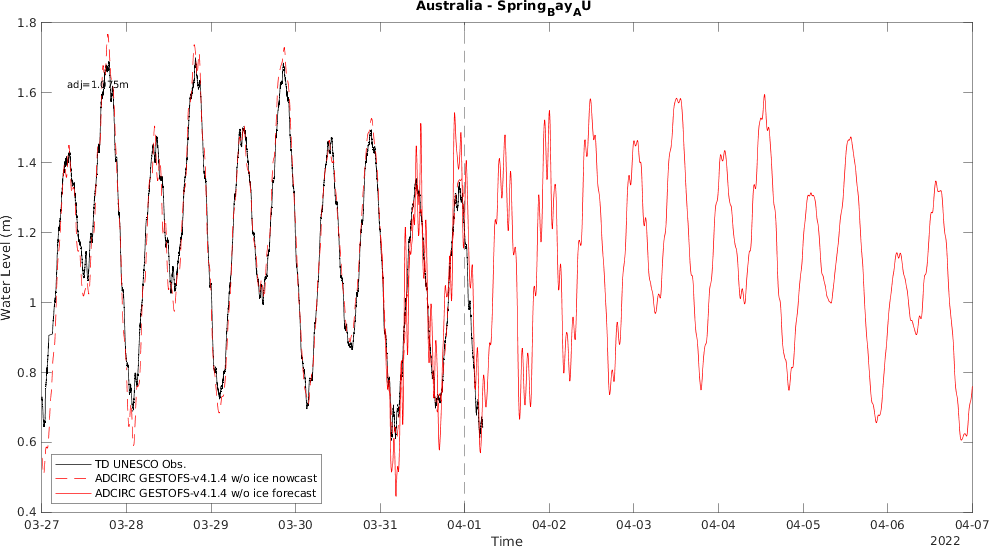 Australia - SpringBayAU
1.8
1.6
1.4
1.2
1
0.8
0.6
0.4
Water Level (m)
adj=1.075m
TD UNESCO Obs.
ADCIRC GESTOFS-v4.1.4 w/o ice nowcast
ADCIRC GESTOFS-v4.1.4 w/o ice forecast
03-27 03-28 03-29 03-30 03-31 04-01 04-02 04-03 04-04 04-05 04-06 04-07
Time
2022